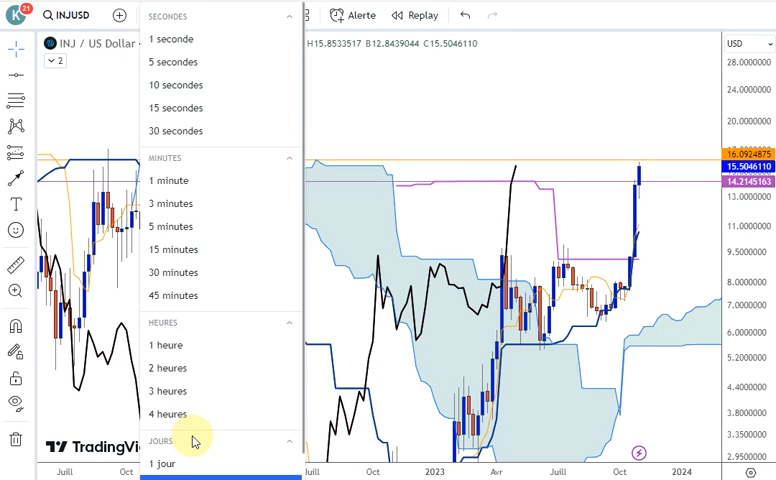 K
21
INJUSD
Alerte
Replay
INJ / US Dollar
H15.8533517 B12.8439044 C15.5046110
2
SECONDES
1 seconde
5 secondes
10 secondes
15 secondes
30 secondes
MINUTES
1 minute
3 minutes
5 minutes
15 minutes
30 minutes
45 minutes
HEURES
1 heure
2 heures
3 heures
4 heures
JOURS
1 jour
USD
28.0000000
24.0000000
20.0000000
16.0924875
15.5046110
14.2145163
13.0000000
11.0000000
9.5000000
8.0000000
7.0000000
6.0000000
5.2000000
4.4000000
3.8000000
3.3500000
2.9500000
TradingVi
Juill
Oct
Juill
Oct
2023
Avr
Juill
Oct
2024